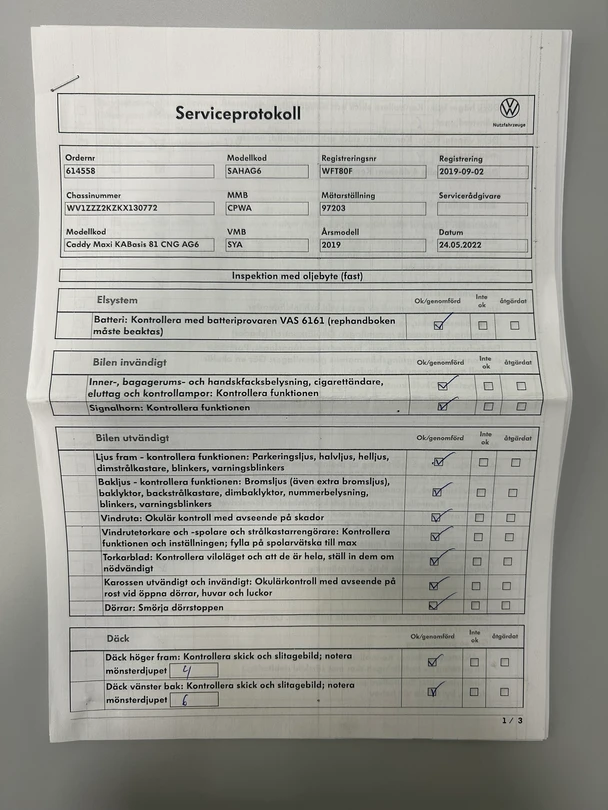 Serviceprotokoll
Nutzfahrzeuge
Ordernr Modellkod Registreringsnr Registrering
614558 SAHAG6 WFT80F 2019-09-02
Chassinummer MMB Mätarställning Servicerådgivare
WV1ZZZ2KZKX130772 CPWA 97203
Modellkod VMB Årsmodell Datum
Caddy Maxi KABasis 81 CNG AG6 SYA 2019 24.05.2022
Inspektion med oljebyte (fast)
Elsystem Ok/genomförd Inte ok åtgärdat
Batteri: Kontrollera med batteriprovaren VAS 6161 (rephandboken
måste beaktas)
Bilen invändigt Ok/genomförd Inte ok åtgärdat
Inner-, bagagerums- och handskfacksbelysning, cigarettändare,
eluttag och kontrollampor: Kontrollera funktionen
Signalhorn: Kontrollera funktionen
Bilen utvändigt Ok/genomförd Inte ok åtgärdat
Ljus fram - kontrollera funktionen: Parkeringsljus, halvljus, helljus,
dimstrålkastare, blinkers, varningsblinkers
Bakljus - kontrollera funktionen: Bromsljus (även extra bromsljus),
baklyktor, backstrålkastare, dimbaklyktor, nummerbelysning,
blinkers, varningsblinkers
Vindruta: Okulär kontroll med avseende på skador
Vindrutetorkare och -spolare och strålkastarrengörare: Kontrollera
funktionen och inställningen; fylla på spolarvätska till max
Torkarblad: Kontrollera viloläget och att de är hela, ställ in dem om
nödvändigt
Karossen utvändigt och invändigt: Okulärkontroll med avseende på
rost vid öppna dörrar, huvar och luckor
Dörrar: Smörja dörrstoppen
Däck Ok/genomförd Inte ok åtgärdat
Däck höger fram: Kontrollera skick och slitagebild; notera
mönsterdjupet 4
Däck vänster bak: Kontrollera skick och slitagebild; notera
mönsterdjupet 6
1 / 3